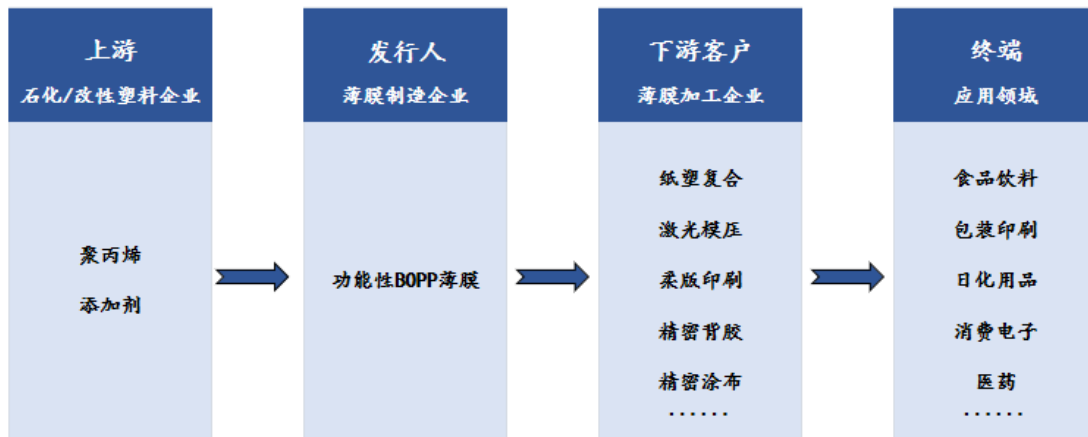 上游
石化/改性塑料企业
聚丙烯
添加剂
发行人
薄膜制造企业
功能性BOPP薄膜
下游客户
薄膜加工企业
纸塑复合
激光模压
柔版印刷
精密背胶
精密涂布
······
终端
应用领域
食品饮料
包装印刷
日化用品
消费电子
医药
······